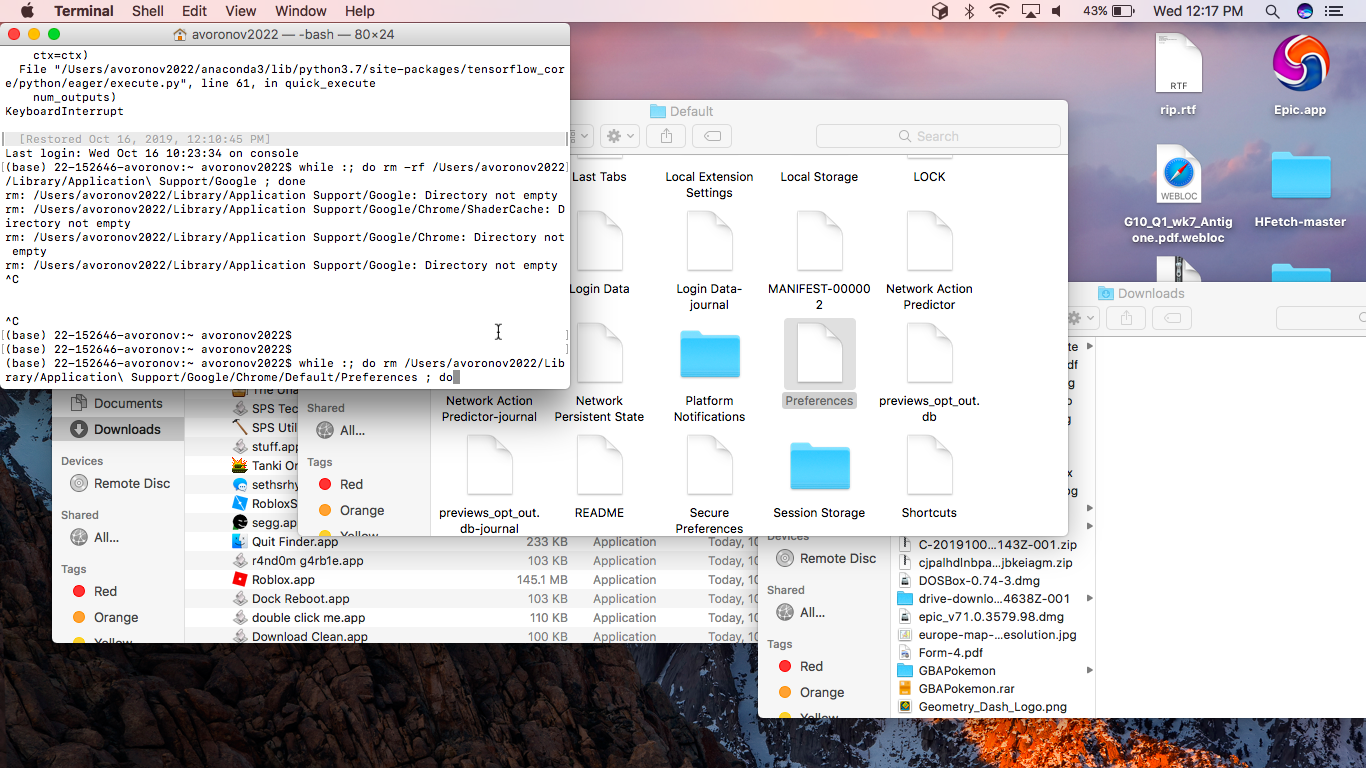 Terminal Shell Edit View Window Help 43% Wed 12:17 PM
avoronov2022 — -bash — 80×24
ctx=ctx)
File "/Users/avoronov2022/anaconda3/lib/python3.7/site-packages/tensorflow_cor
e/python/eager/execute.py", line 61, in quick_execute
num_outputs)
KeyboardInterrupt
[Restored Oct 16, 2019, 12:10:45 PM]
Last login: Wed Oct 16 10:23:34 on console
[(base) 22-152646-avoronov:~ avoronov2022$ while :; do rm -rf /Users/avoronov2022]
/Library/Application\ Support/Google ; done
rm: /Users/avoronov2022/Library/Application Support/Google: Directory not empty
rm: /Users/avoronov2022/Library/Application Support/Google/Chrome/ShaderCache: D
irectory not empty
rm: /Users/avoronov2022/Library/Application Support/Google/Chrome: Directory not
empty
rm: /Users/avoronov2022/Library/Application Support/Google: Directory not empty
^C
^C
[(base) 22-152646-avoronov:~ avoronov2022$ ]
[(base) 22-152646-avoronov:~ avoronov2022$ ]
(base) 22-152646-avoronov:~ avoronov2022$ while :; do rm /Users/avoronov2022/Lib
rary/Application\ Support/Google/Chrome/Default/Preferences ; do
Default
Search
Last Tabs
Local Extension
Settings
Local Storage
LOCK
Login Data
Login Data-
journal
MANIFEST-00000
2
Network Action
Predictor
Network Action
Predictor-journal
Network
Persistent State
Platform
Notifications
Preferences
previews_opt_out.
db
previews_opt_out.
db-journal
README
Secure
Preferences
Session Storage
Shortcuts
Shared
All...
Tags
Red
Orange
Yellow
RTF
rip.rtf
Epic.app
WEBLOC
G10_Q1_wk7_Antig
one.pdf.webloc
HFetch-master
Documents
Downloads
Devices
Remote Disc
Shared
All...
Tags
Red
Orange
Yellow
SPS Tec
SPS Util
stuff.app
Tanki On
sethsrhy
RobloxS
segg.ap
Quit Finder.app 233 KB Application Today, 10
r4nd0m g4rb1e.app 103 KB Application Today, 10
Roblox.app 145.1 MB Application Today, 10
Dock Reboot.app 103 KB Application Today, 10
double click me.app 110 KB Application Today, 10
Download Clean.app 100 KB Application Today, 10
Downloads
Devices
Remote Disc
Shared
All...
Tags
Red
Orange
Yellow
C-2019100...143Z-001.zip
cjpalhdlnbpa...jbkeiagm.zip
DOSBox-0.74-3.dmg
drive-downlo...4638Z-001
epic_v71.0.3579.98.dmg
europe-map-...esolution.jpg
Form-4.pdf
GBAPokemon
GBAPokemon.rar
Geometry_Dash_Logo.png